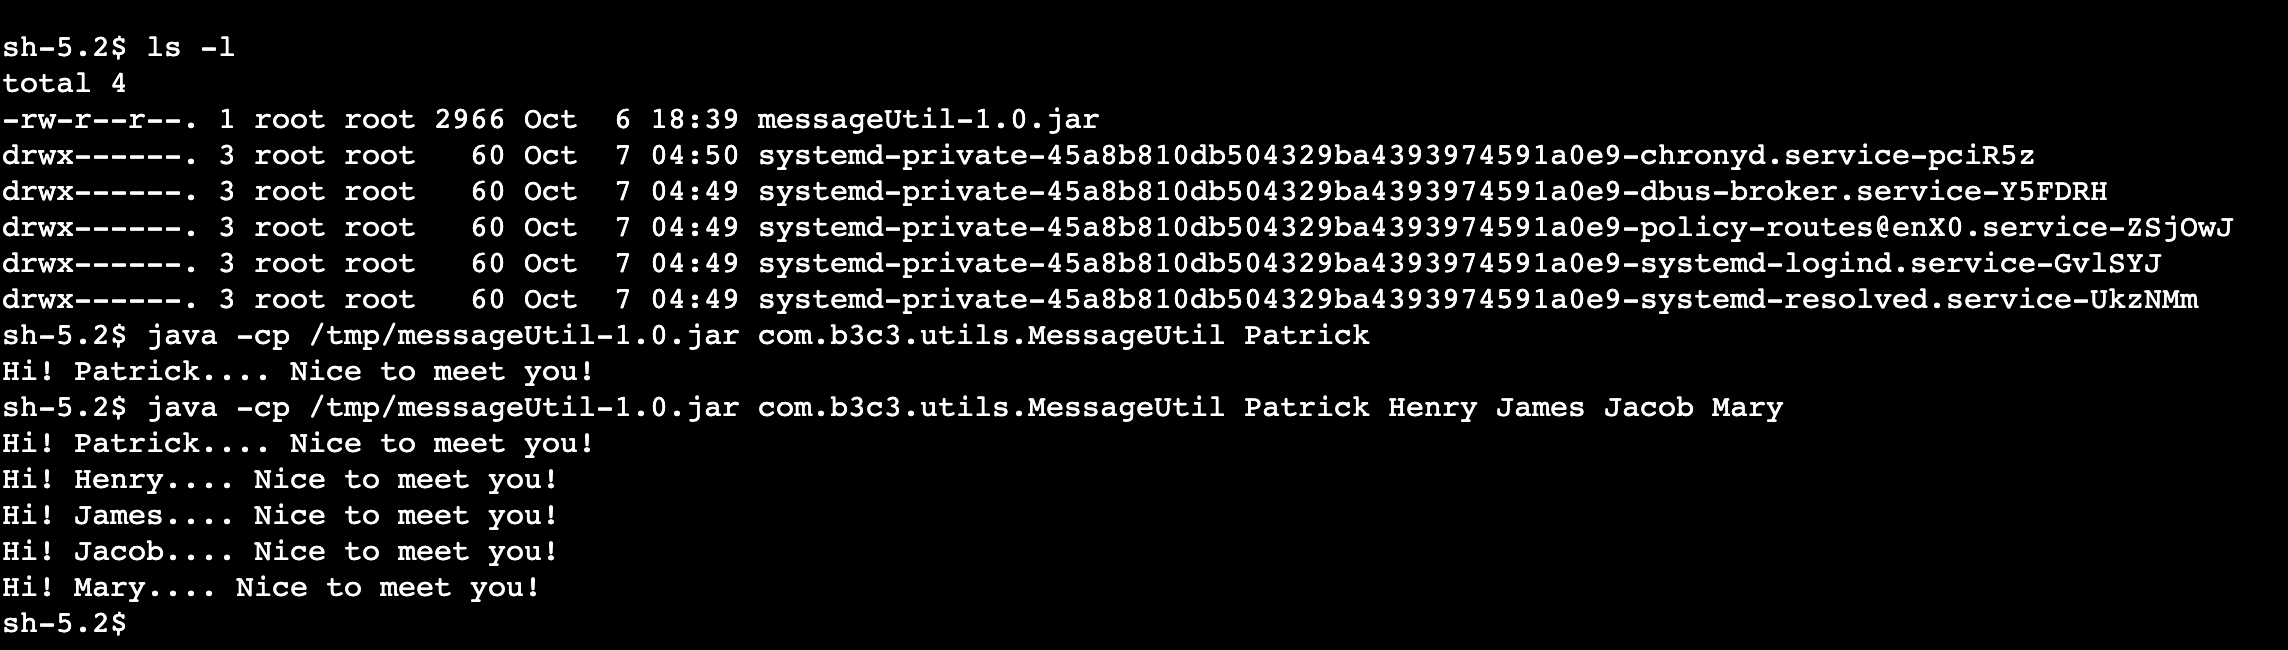 sh-5.2$ ls -l
total 4
-rw-r--r--. 1 root root 2966 Oct  6 18:39 messageUtil-1.0.jar
drwx------. 3 root root   60 Oct  7 04:50 systemd-private-45a8b810db504329ba4393974591a0e9-chronyd.service-pciR5z
drwx------. 3 root root   60 Oct  7 04:49 systemd-private-45a8b810db504329ba4393974591a0e9-dbus-broker.service-Y5FDRH
drwx------. 3 root root   60 Oct  7 04:49 systemd-private-45a8b810db504329ba4393974591a0e9-policy-routes@enX0.service-ZSjOwJ
drwx------. 3 root root   60 Oct  7 04:49 systemd-private-45a8b810db504329ba4393974591a0e9-systemd-logind.service-GvlSYJ
drwx------. 3 root root   60 Oct  7 04:49 systemd-private-45a8b810db504329ba4393974591a0e9-systemd-resolved.service-UkzNMm
sh-5.2$ java -cp /tmp/messageUtil-1.0.jar com.b3c3.utils.MessageUtil Patrick
Hi! Patrick.... Nice to meet you!
sh-5.2$ java -cp /tmp/messageUtil-1.0.jar com.b3c3.utils.MessageUtil Patrick Henry James Jacob Mary
Hi! Patrick.... Nice to meet you!
Hi! Henry.... Nice to meet you!
Hi! James.... Nice to meet you!
Hi! Jacob.... Nice to meet you!
Hi! Mary.... Nice to meet you!
sh-5.2$